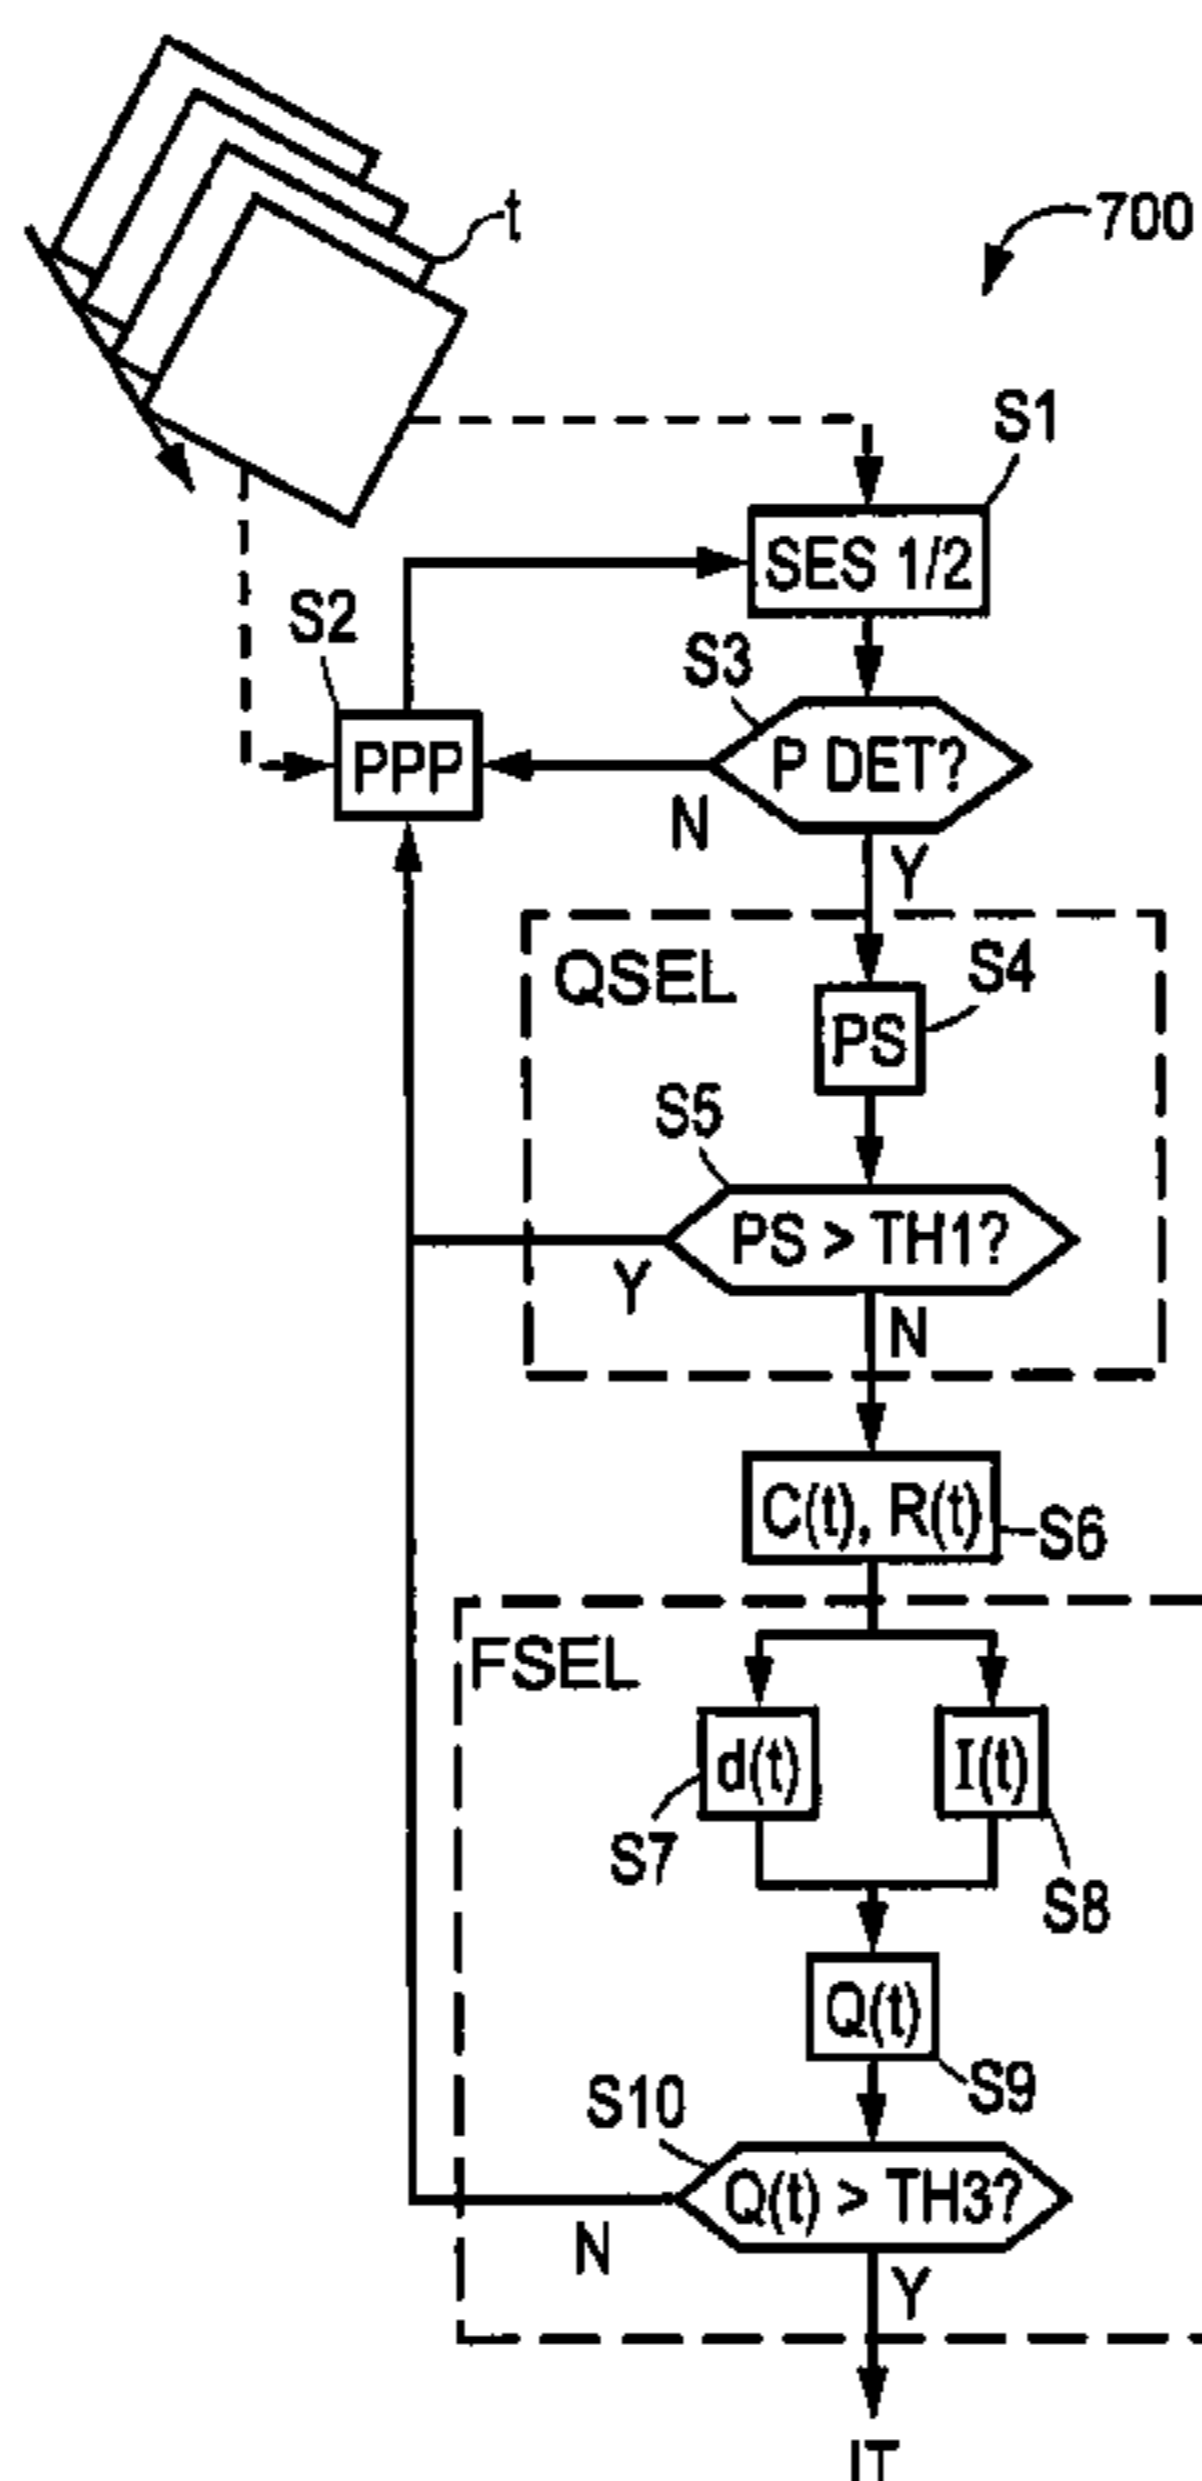 t
700
S1
SES 1/2
S2
S3
PPP
P DET?
N
Y
QSEL
S4
PS
S5
PS > TH1?
Y
N
C(t), R(t)
S6
FSEL
d(t)
I(t)
S7
S8
Q(t)
S9
S10
Q(t) > TH3?
N
Y
IT